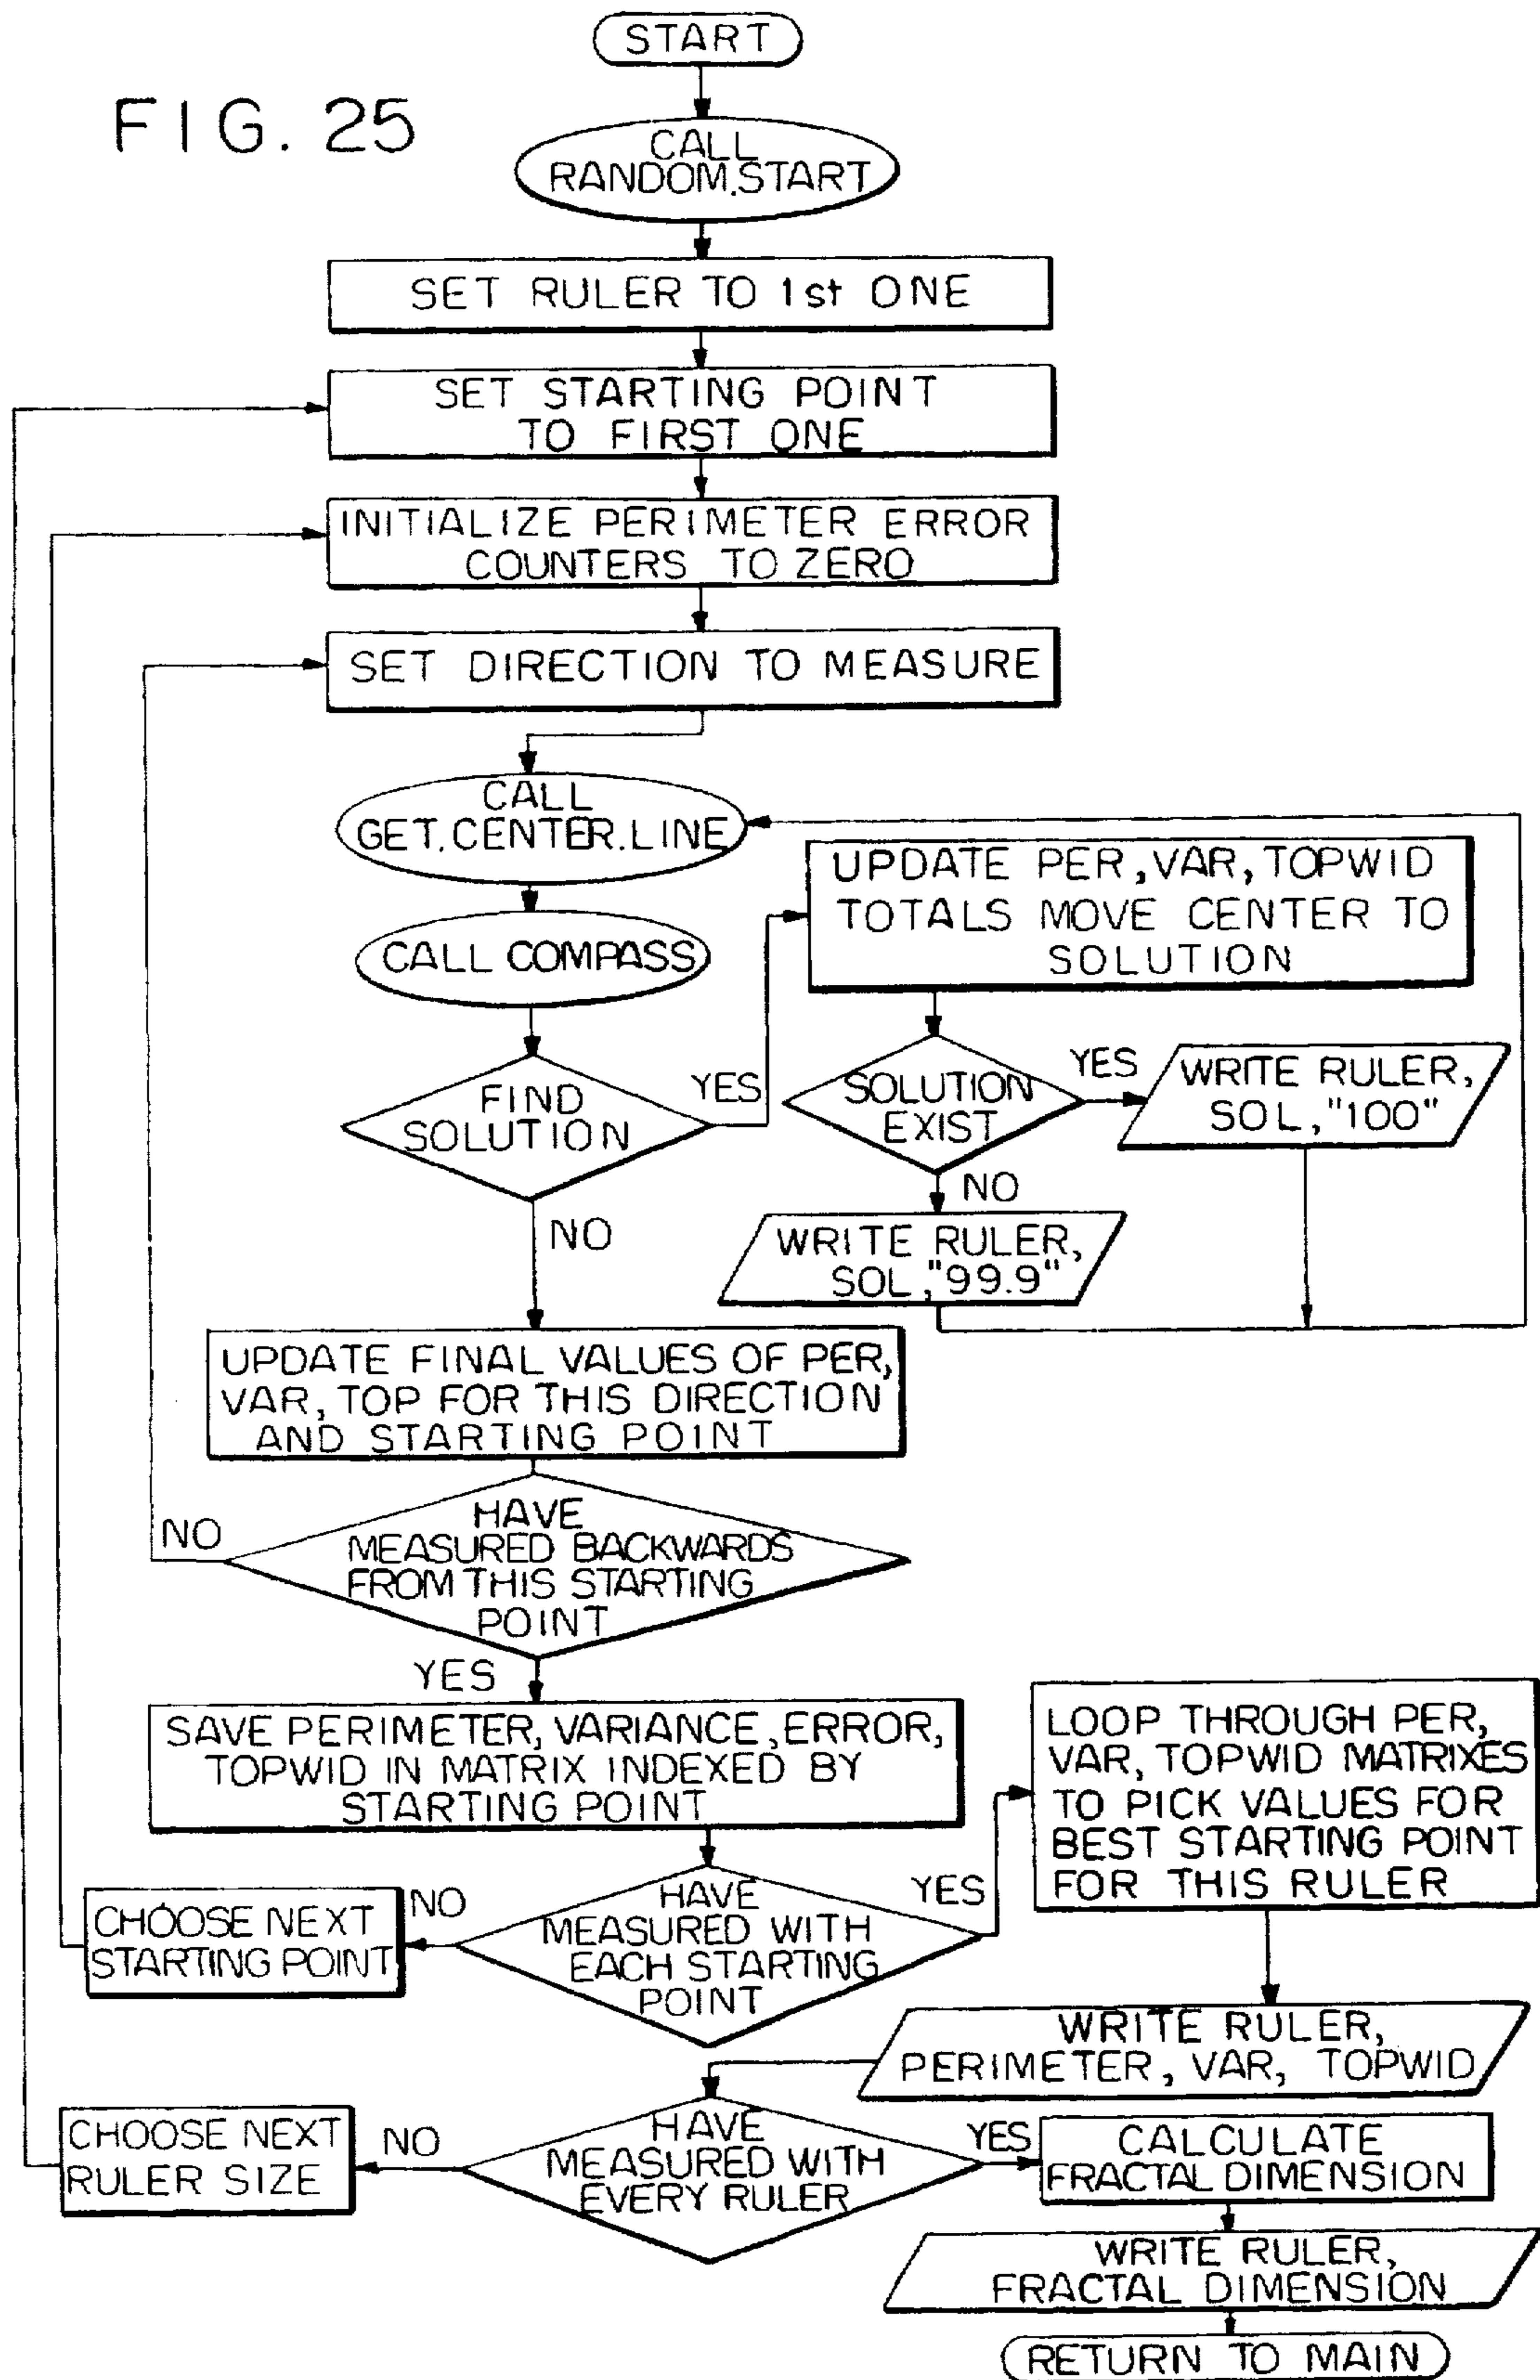 START
FIG. 25
CALL
RANDOM.START
SET RULER TO 1st ONE
SET STARTING POINT
TO FIRST ONE
INITIALIZE PERIMETER ERROR
COUNTERS TO ZERO
SET DIRECTION TO MEASURE
CALL
GET.CENTER.LINE
UPDATE PER, VAR, TOPWID
TOTALS MOVE CENTER TO
SOLUTION
CALL COMPASS
FIND
SOLUTION
YES
SOLUTION
EXIST
YES
WRITE RULER,
SOL,"100"
NO
NO
WRITE RULER,
SOL,"99.9"
UPDATE FINAL VALUES OF PER,
VAR, TOP FOR THIS DIRECTION
AND STARTING POINT
NO
HAVE
MEASURED BACKWARDS
FROM THIS STARTING
POINT
YES
SAVE PERIMETER, VARIANCE, ERROR,
TOPWID IN MATRIX INDEXED BY
STARTING POINT
LOOP THROUGH PER,
VAR, TOPWID MATRIXES
TO PICK VALUES FOR
BEST STARTING POINT
FOR THIS RULER
CHOOSE NEXT
STARTING POINT
NO
HAVE
MEASURED WITH
EACH STARTING
POINT
YES
WRITE RULER,
PERIMETER, VAR, TOPWID
CHOOSE NEXT
RULER SIZE
NO
HAVE
MEASURED WITH
EVERY RULER
YES
CALCULATE
FRACTAL DIMENSION
WRITE RULER,
FRACTAL DIMENSION
RETURN TO MAIN